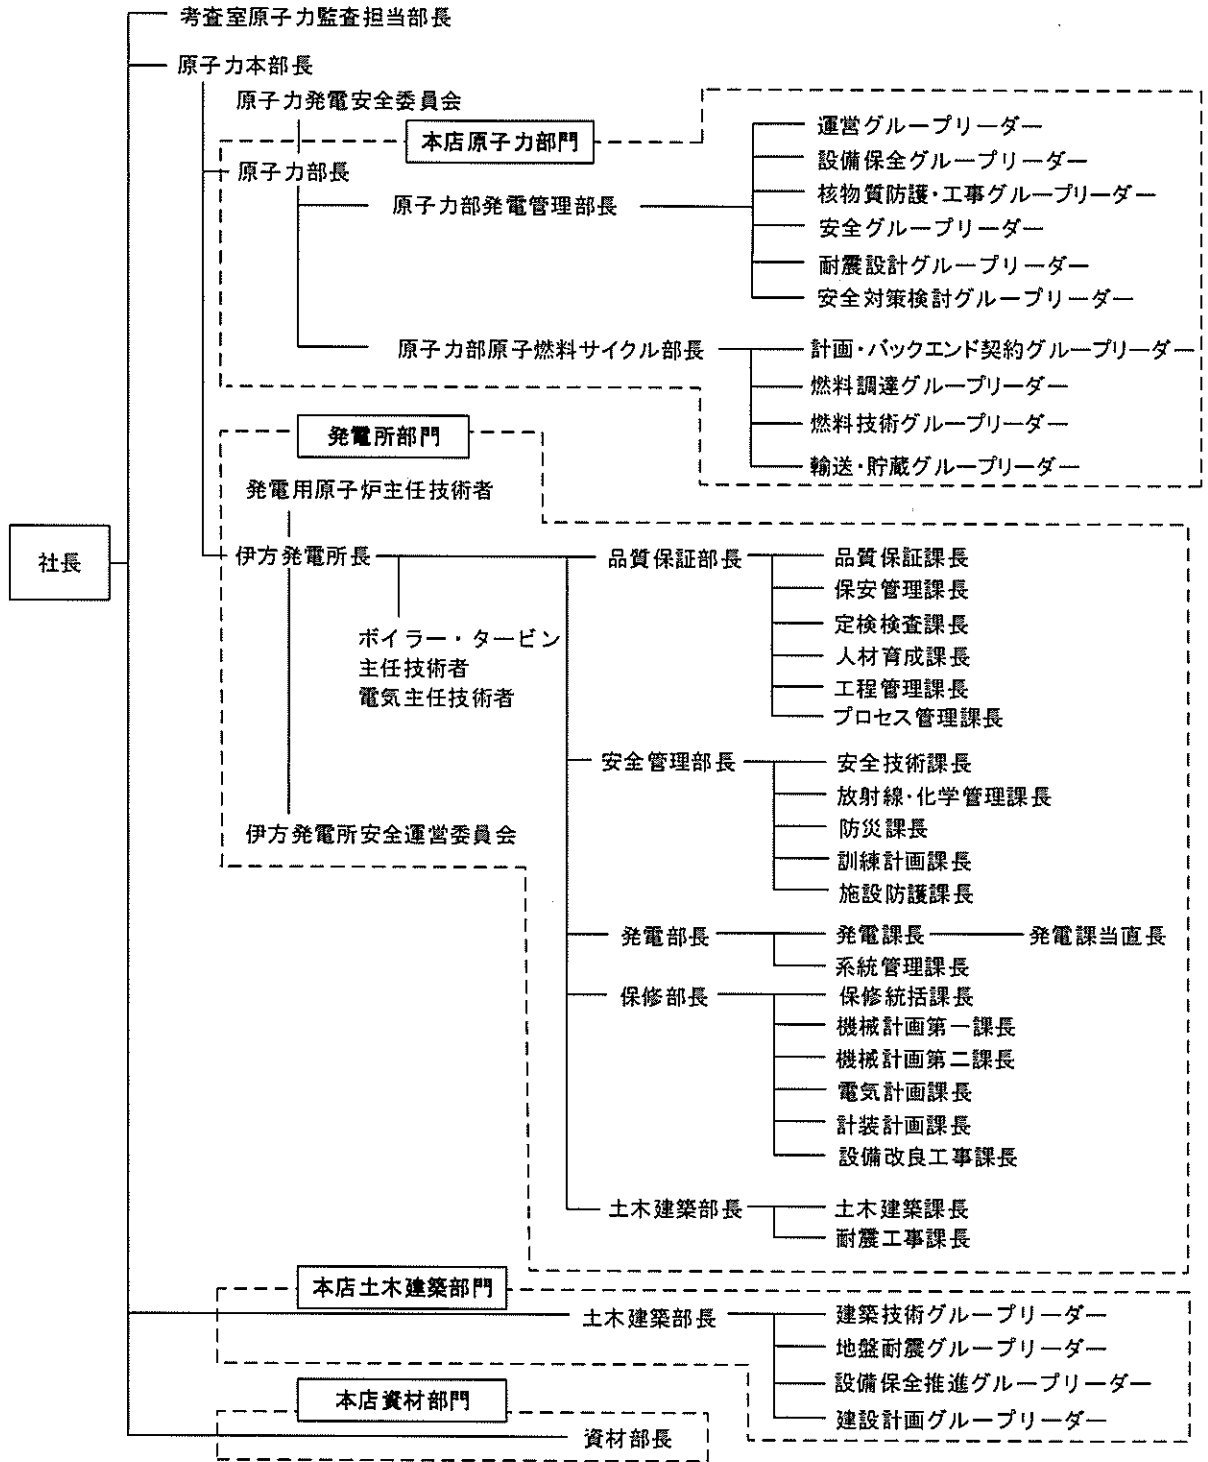 考査室原子力監査担当部長
原子力本部長
原子力発電安全委員会
本店原子力部門
原子力部長
原子力部発電管理部長
運営グループリーダー
設備保全グループリーダー
核物質防護・工事グループリーダー
安全グループリーダー
耐震設計グループリーダー
安全対策検討グループリーダー
原子力部原子燃料サイクル部長
計画・バックエンド契約グループリーダー
燃料調達グループリーダー
燃料技術グループリーダー
輸送・貯蔵グループリーダー
発電所部門
発電用原子炉主任技術者
社長
伊方発電所長
ボイラー・タービン
主任技術者
電気主任技術者
伊方発電所安全運営委員会
品質保証部長
品質保証課長
保安管理課長
定検検査課長
人材育成課長
工程管理課長
プロセス管理課長
安全管理部長
安全技術課長
放射線・化学管理課長
防災課長
訓練計画課長
施設防護課長
発電部長
発電課長
発電課当直長
系統管理課長
保修部長
保修統括課長
機械計画第一課長
機械計画第二課長
電気計画課長
計装計画課長
設備改良工事課長
土木建築部長
土木建築課長
耐震工事課長
本店土木建築部門
土木建築部長
建築技術グループリーダー
地盤耐震グループリーダー
設備保全推進グループリーダー
建設計画グループリーダー
本店資材部門
資材部長